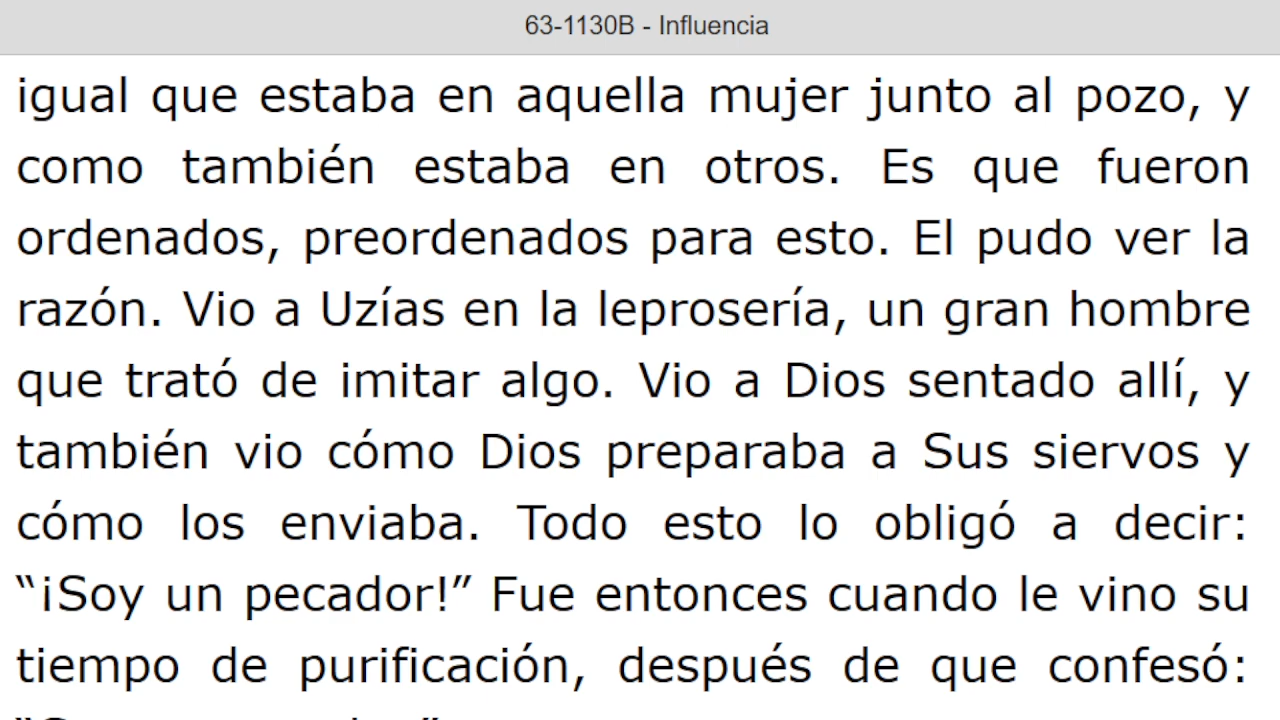 63-1130B - Influencia
igual que estaba en aquella mujer junto al pozo, y
como también estaba en otros. Es que fueron
ordenados, preordenados para esto. El pudo ver la
razón. Vio a Uzías en la leprosería, un gran hombre
que trató de imitar algo. Vio a Dios sentado allí, y
también vio cómo Dios preparaba a Sus siervos y
cómo los enviaba. Todo esto lo obligó a decir:
“¡Soy un pecador!” Fue entonces cuando le vino su
tiempo de purificación, después de que confesó: